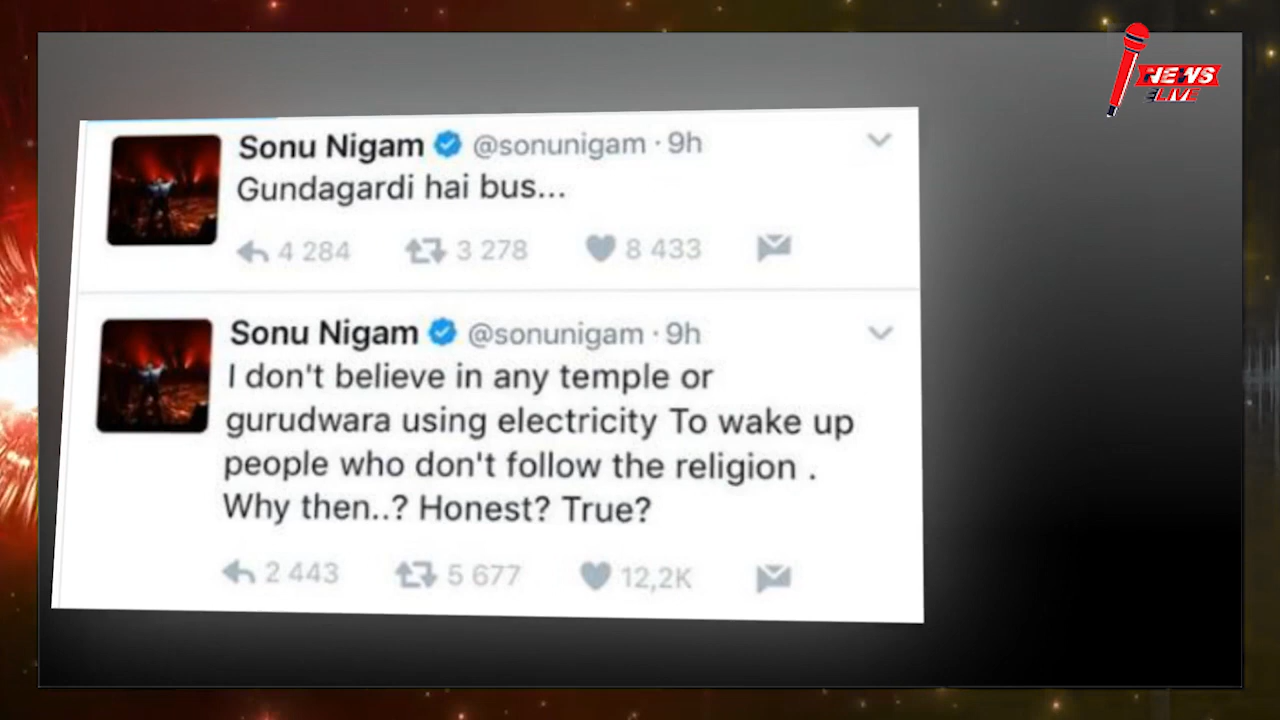 NEWS
LIVE
Sonu Nigam @sonunigam · 9h
Gundagardi hai bus...
4 284 3 278 8 433
Sonu Nigam @sonunigam · 9h
I don't believe in any temple or
gurudwara using electricity To wake up
people who don't follow the religion .
Why then..? Honest? True?
2 443 5 677 12,2K